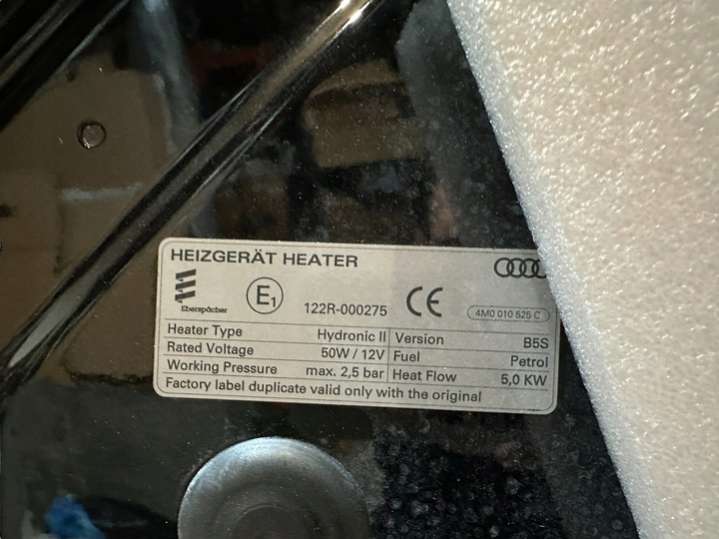 HEIZGERÄT HEATER
Eberspächer
E1
122R-000275
CE
4M0 010 525 C
Heater Type Hydronic II Version B5S
Rated Voltage 50W / 12V Fuel Petrol
Working Pressure max. 2,5 bar Heat Flow 5,0 KW
Factory label duplicate valid only with the original